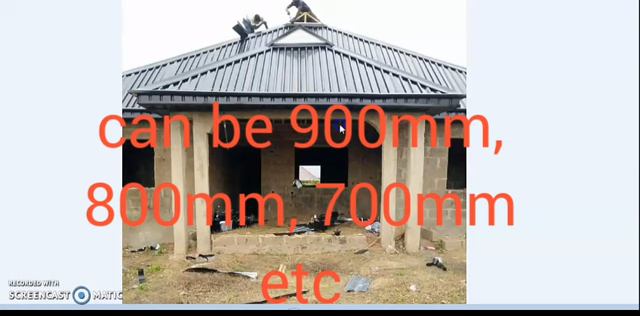 can be 900mm,
800mm, 700mm
etc
RECORDED WITH
SCREENCAST MATIC